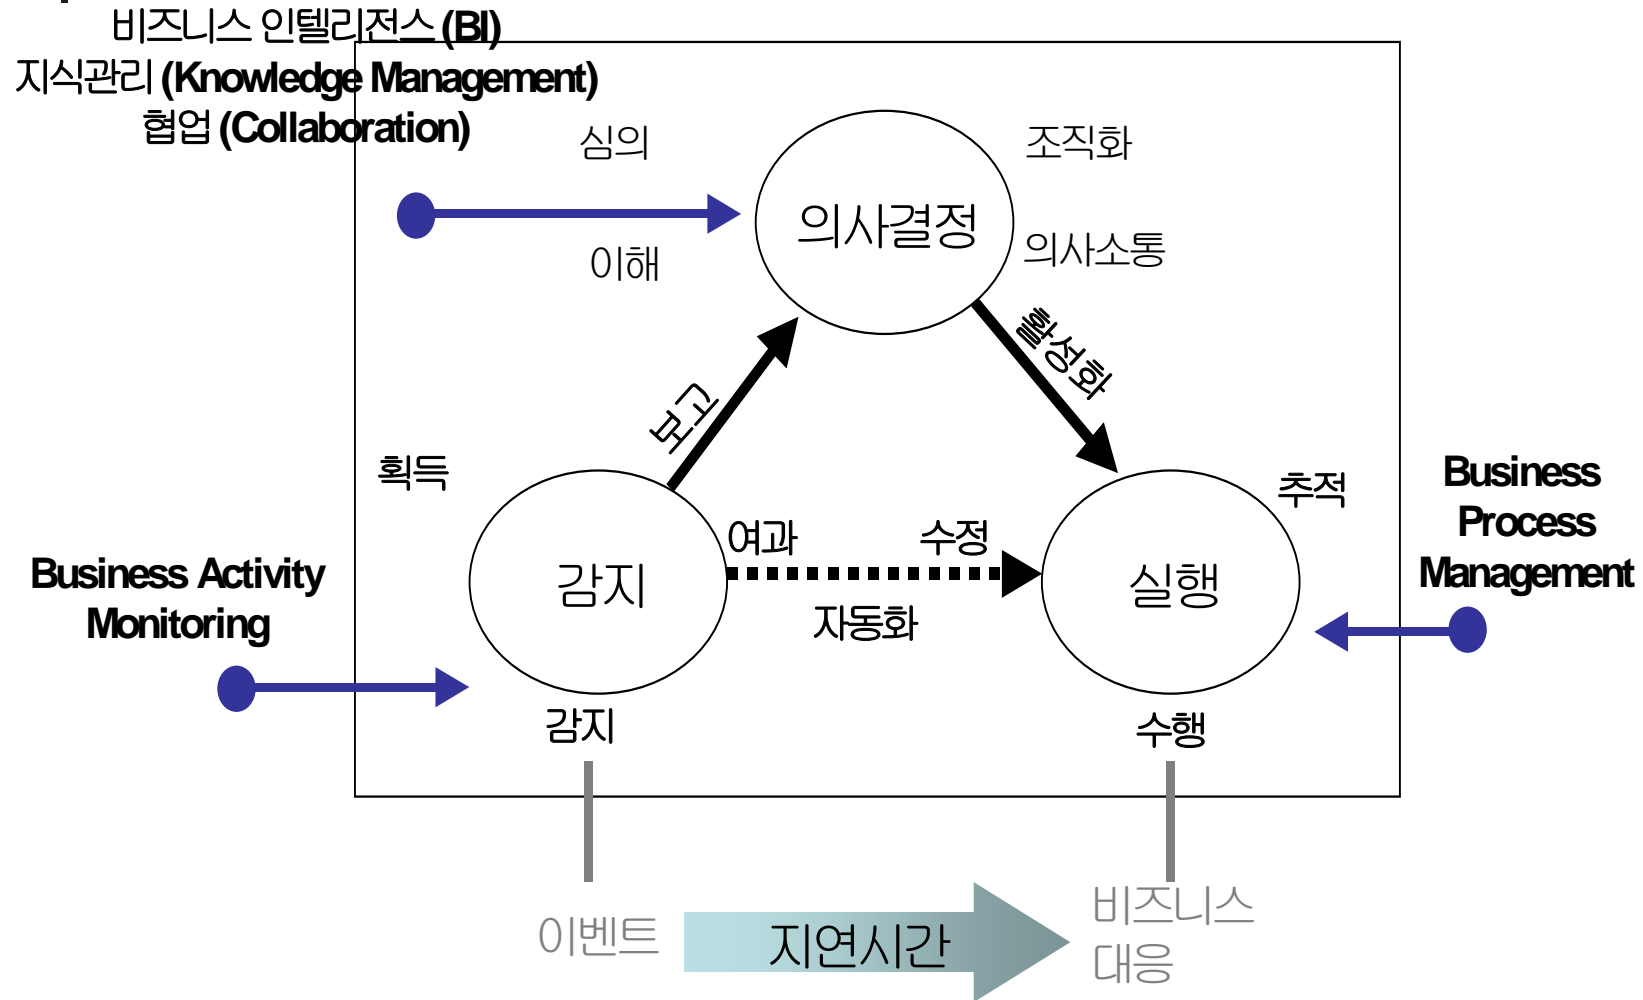 비즈니스 인텔리전스 (BI)
지식관리 (Knowledge Management)
협업 (Collaboration)
심의
조직화
의사결정
이해
의사소통
활성화
보고
획득
추적
Business
Process
Management
여과
수정
감지
실행
자동화
Business Activity
Monitoring
감지
수행
이벤트
지연시간
비즈니스
대응